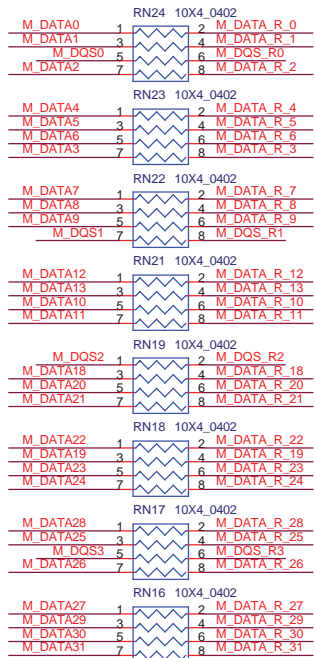 RN24 10X4_0402
M_DATA0 1 2 M_DATA_R_0
M_DATA1 3 4 M_DATA_R_1
M_DQS0 5 6 M_DQS_R0
M_DATA2 7 8 M_DATA_R_2
RN23 10X4_0402
M_DATA4 1 2 M_DATA_R_4
M_DATA5 3 4 M_DATA_R_5
M_DATA6 5 6 M_DATA_R_6
M_DATA3 7 8 M_DATA_R_3
RN22 10X4_0402
M_DATA7 1 2 M_DATA_R_7
M_DATA8 3 4 M_DATA_R_8
M_DATA9 5 6 M_DATA_R_9
M_DQS1 7 8 M_DQS_R1
RN21 10X4_0402
M_DATA12 1 2 M_DATA_R_12
M_DATA13 3 4 M_DATA_R_13
M_DATA10 5 6 M_DATA_R_10
M_DATA11 7 8 M_DATA_R_11
RN19 10X4_0402
M_DQS2 1 2 M_DQS_R2
M_DATA18 3 4 M_DATA_R_18
M_DATA20 5 6 M_DATA_R_20
M_DATA21 7 8 M_DATA_R_21
RN18 10X4_0402
M_DATA22 1 2 M_DATA_R_22
M_DATA19 3 4 M_DATA_R_19
M_DATA23 5 6 M_DATA_R_23
M_DATA24 7 8 M_DATA_R_24
RN17 10X4_0402
M_DATA28 1 2 M_DATA_R_28
M_DATA25 3 4 M_DATA_R_25
M_DQS3 5 6 M_DQS_R3
M_DATA26 7 8 M_DATA_R_26
RN16 10X4_0402
M_DATA27 1 2 M_DATA_R_27
M_DATA29 3 4 M_DATA_R_29
M_DATA30 5 6 M_DATA_R_30
M_DATA31 7 8 M_DATA_R_31